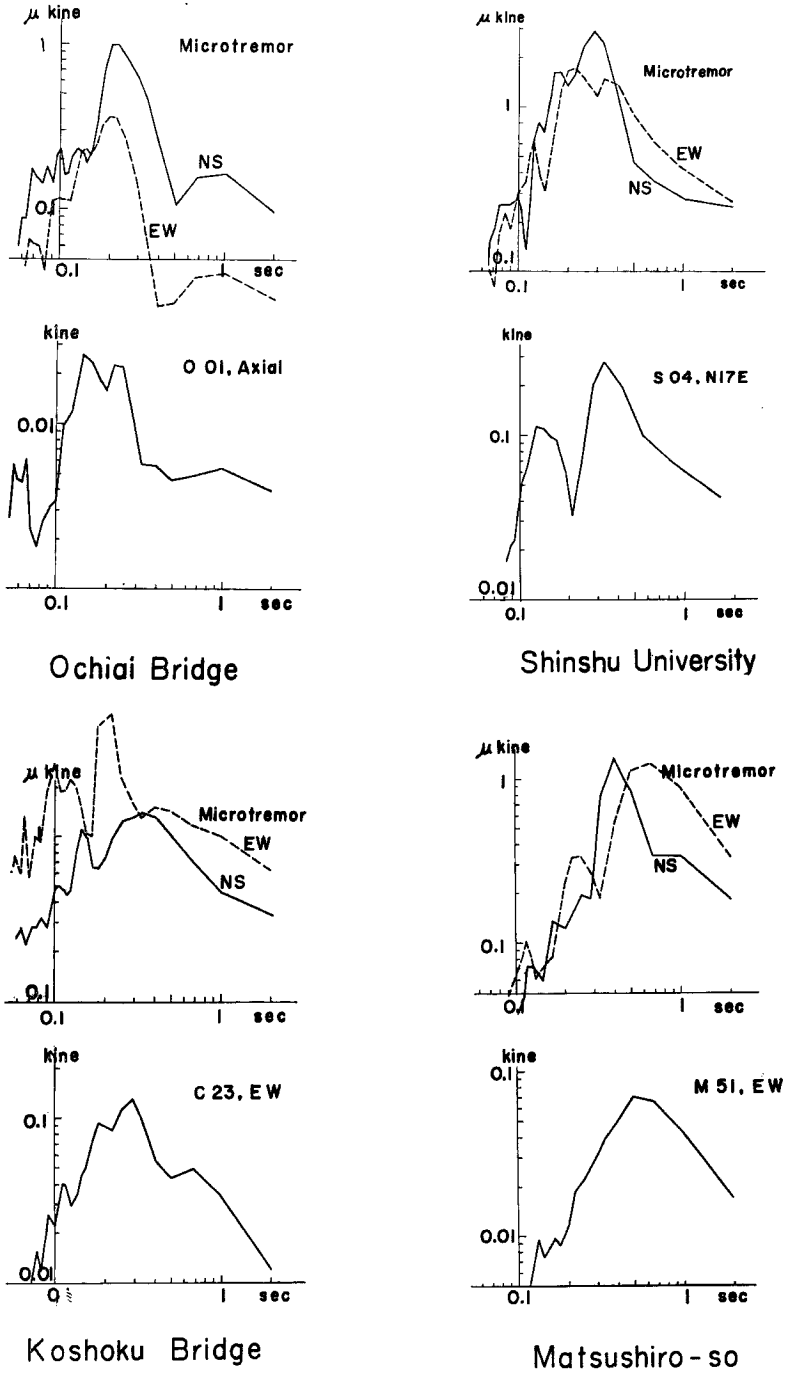 μ kine
1
Microtremor
NS
0.1
EW
0.1
1
sec
kine
O 01, Axial
0.01
0.1
1
sec
Ochiai Bridge
μ kine
Microtremor
1
EW
NS
0.1
0.1
1
sec
kine
S 04, N17E
0.1
0.01
0.1
1
sec
Shinshu University
μ kine
Microtremor
EW
NS
0.1
0.1
1
sec
kine
C 23, EW
0.1
0.01
1
sec
Koshoku Bridge
μ kine
1
Microtremor
EW
NS
0.1
0.1
1
sec
kine
0.1
M 51, EW
0.01
0.1
1
sec
Matsushiro-so